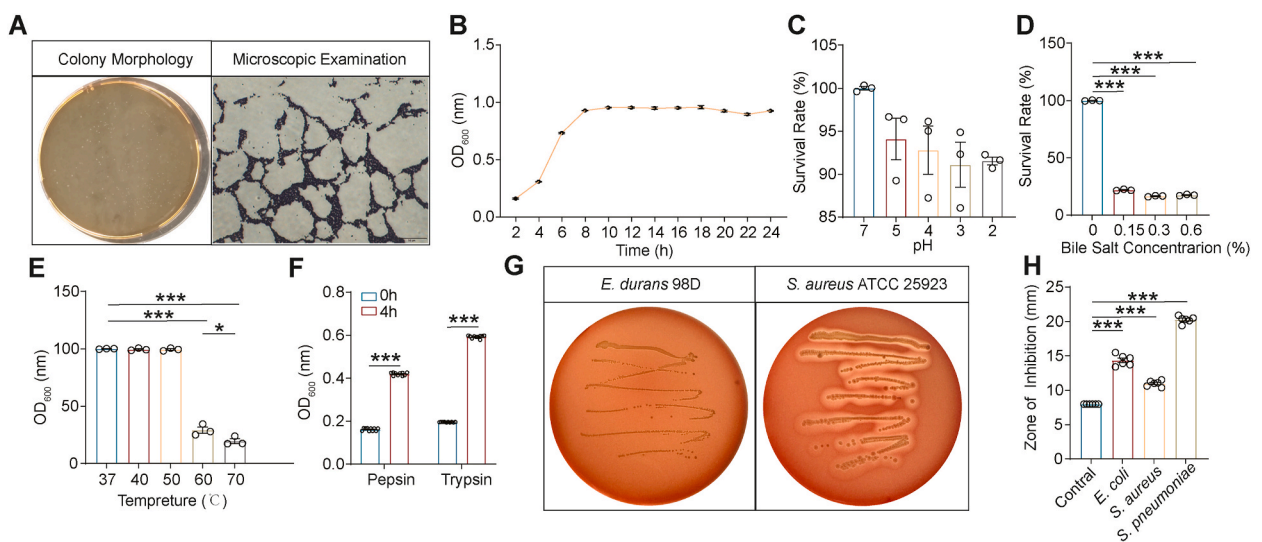 A
Colony Morphology
Microscopic Examination
B
OD600 (nm)
1.5
1.0
0.5
0.0
2 4 6 8 10 12 14 16 18 20 22 24
Time (h)
C
Survival Rate (%)
105
100
95
90
85
7 5 4 3 2
pH
D
Survival Rate (%)
150
100
50
0
***
***
***
0 0.15 0.3 0.6
Bile Salt Concentrarion (%)
E
OD600 (nm)
150
100
50
0
***
***
*
37 40 50 60 70
Tempreture (℃)
F
OD600 (nm)
0.8
0.6
0.4
0.2
0.0
0h
4h
***
***
Pepsin Trypsin
G
E. durans 98D
S. aureus ATCC 25923
H
Zone of Inhibition (mm)
25
20
15
10
5
0
***
***
***
Contral
E. coli
S. aureus
S. pneumoniae